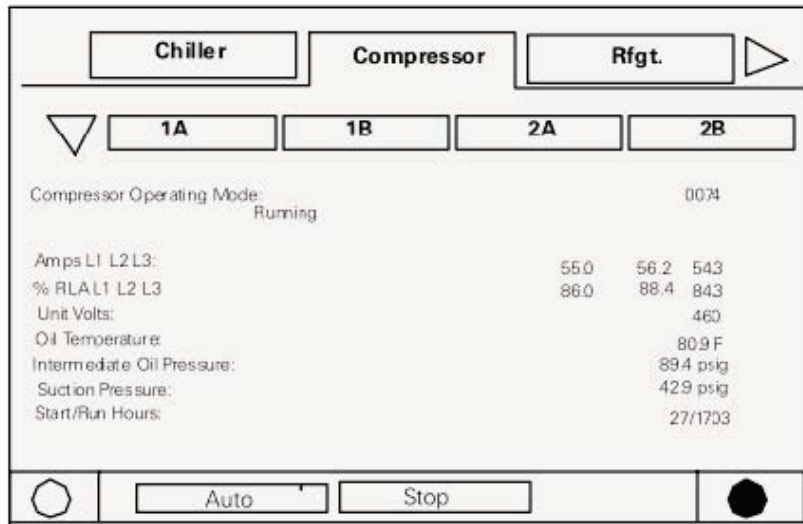 Chiller Compressor Rfgt.
1A 1B 2A 2B
Compressor Operating Mode: 0074
Running
Amps L1 L2 L3: 55.0 56.2 54.3
% RLA L1 L2 L3 86.0 88.4 84.3
Unit Volts: 460
Oil Temperature: 80.9 F
Intermediate Oil Pressure: 89.4 psig
Suction Pressure: 42.9 psig
Start/Run Hours: 27/1703
Auto Stop